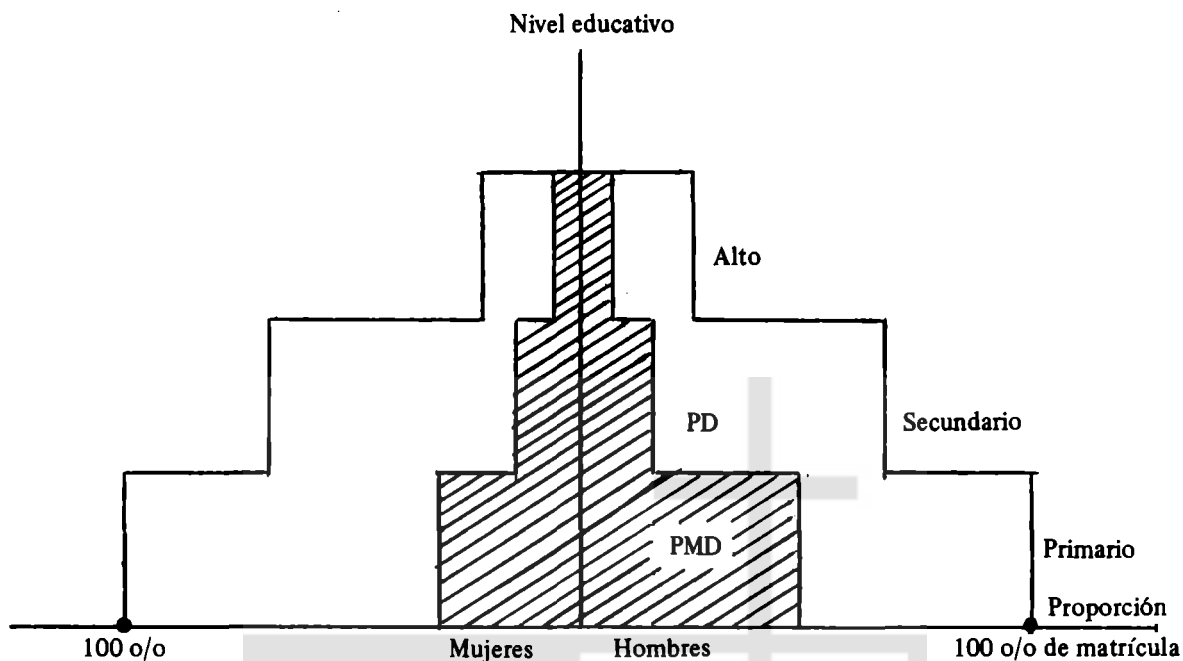 Nivel educativo
Alto
PD
Secundario
PMD
Primario
Proporción
100 o/o
Mujeres
Hombres
100 o/o de matrícula